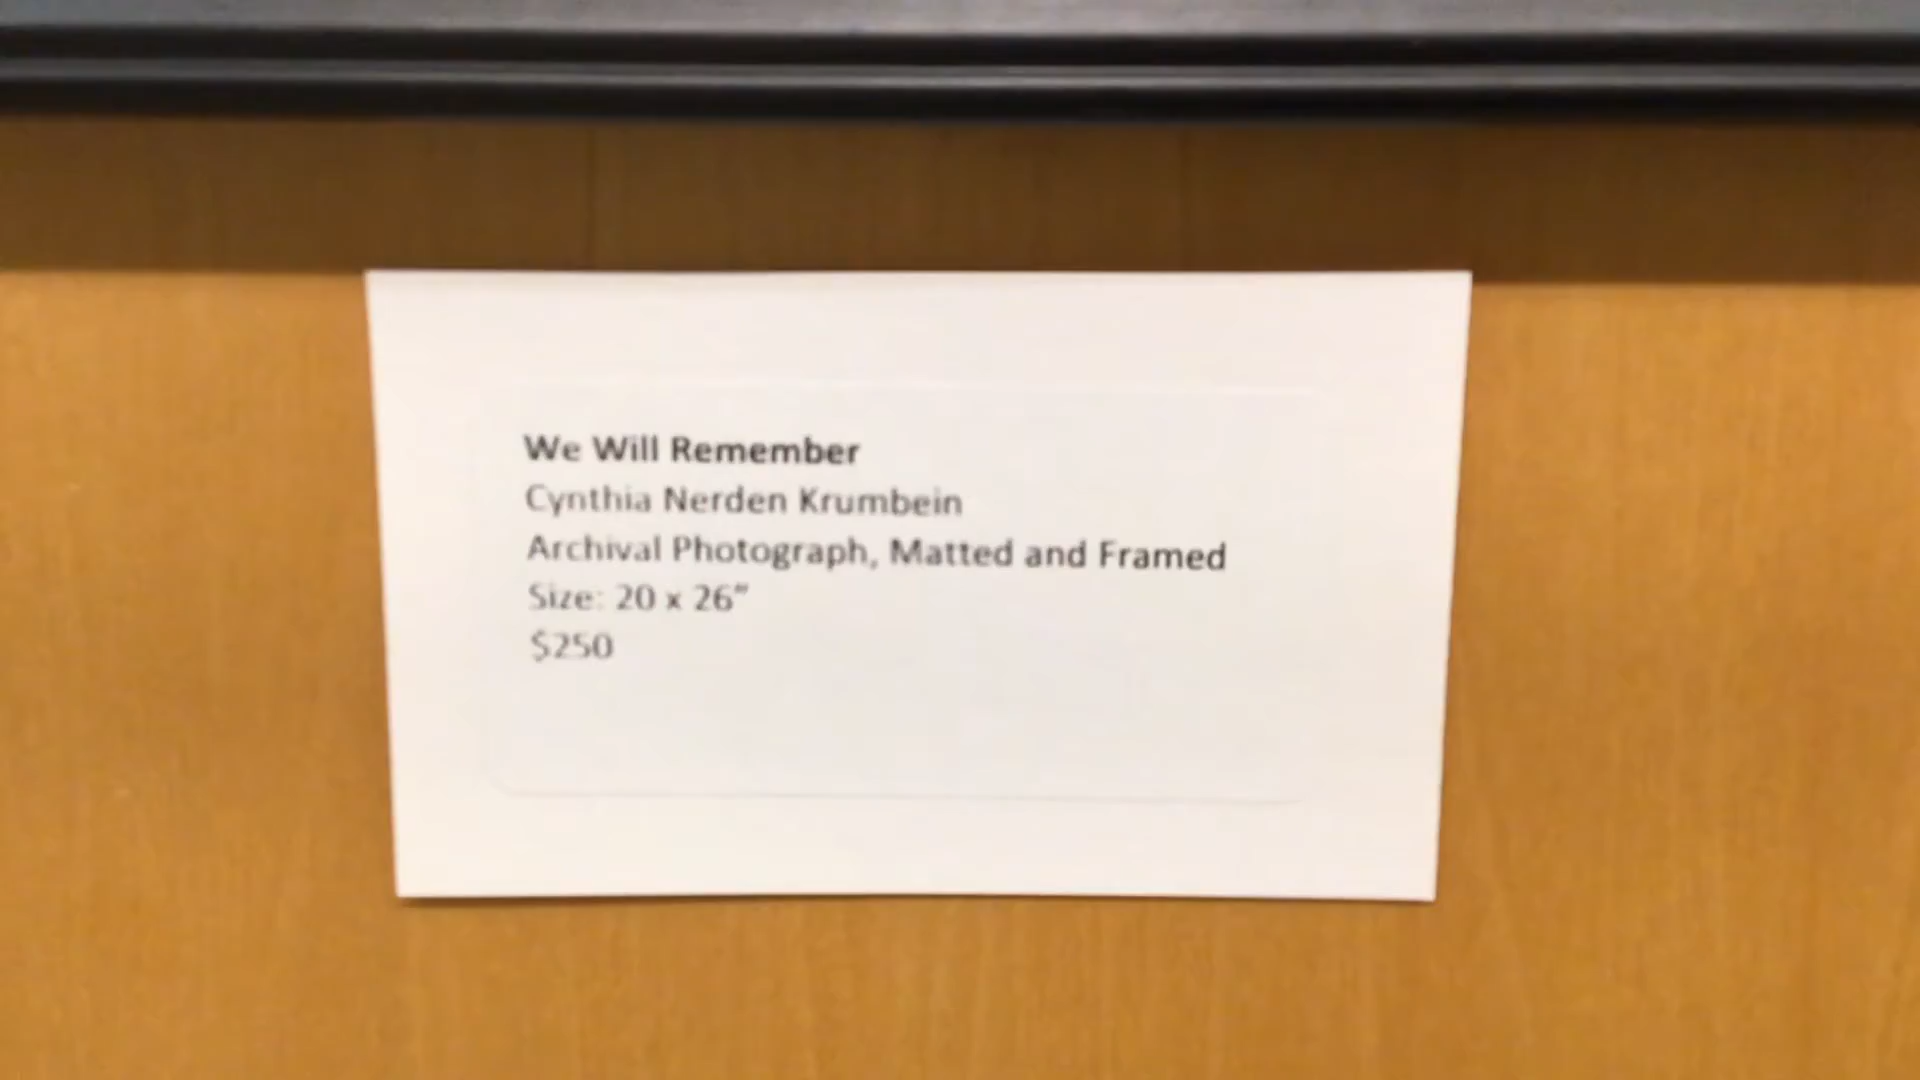 We Will Remember
Cynthia Nerden Krumbein
Archival Photograph, Matted and Framed
Size: 20 x 26”
$250